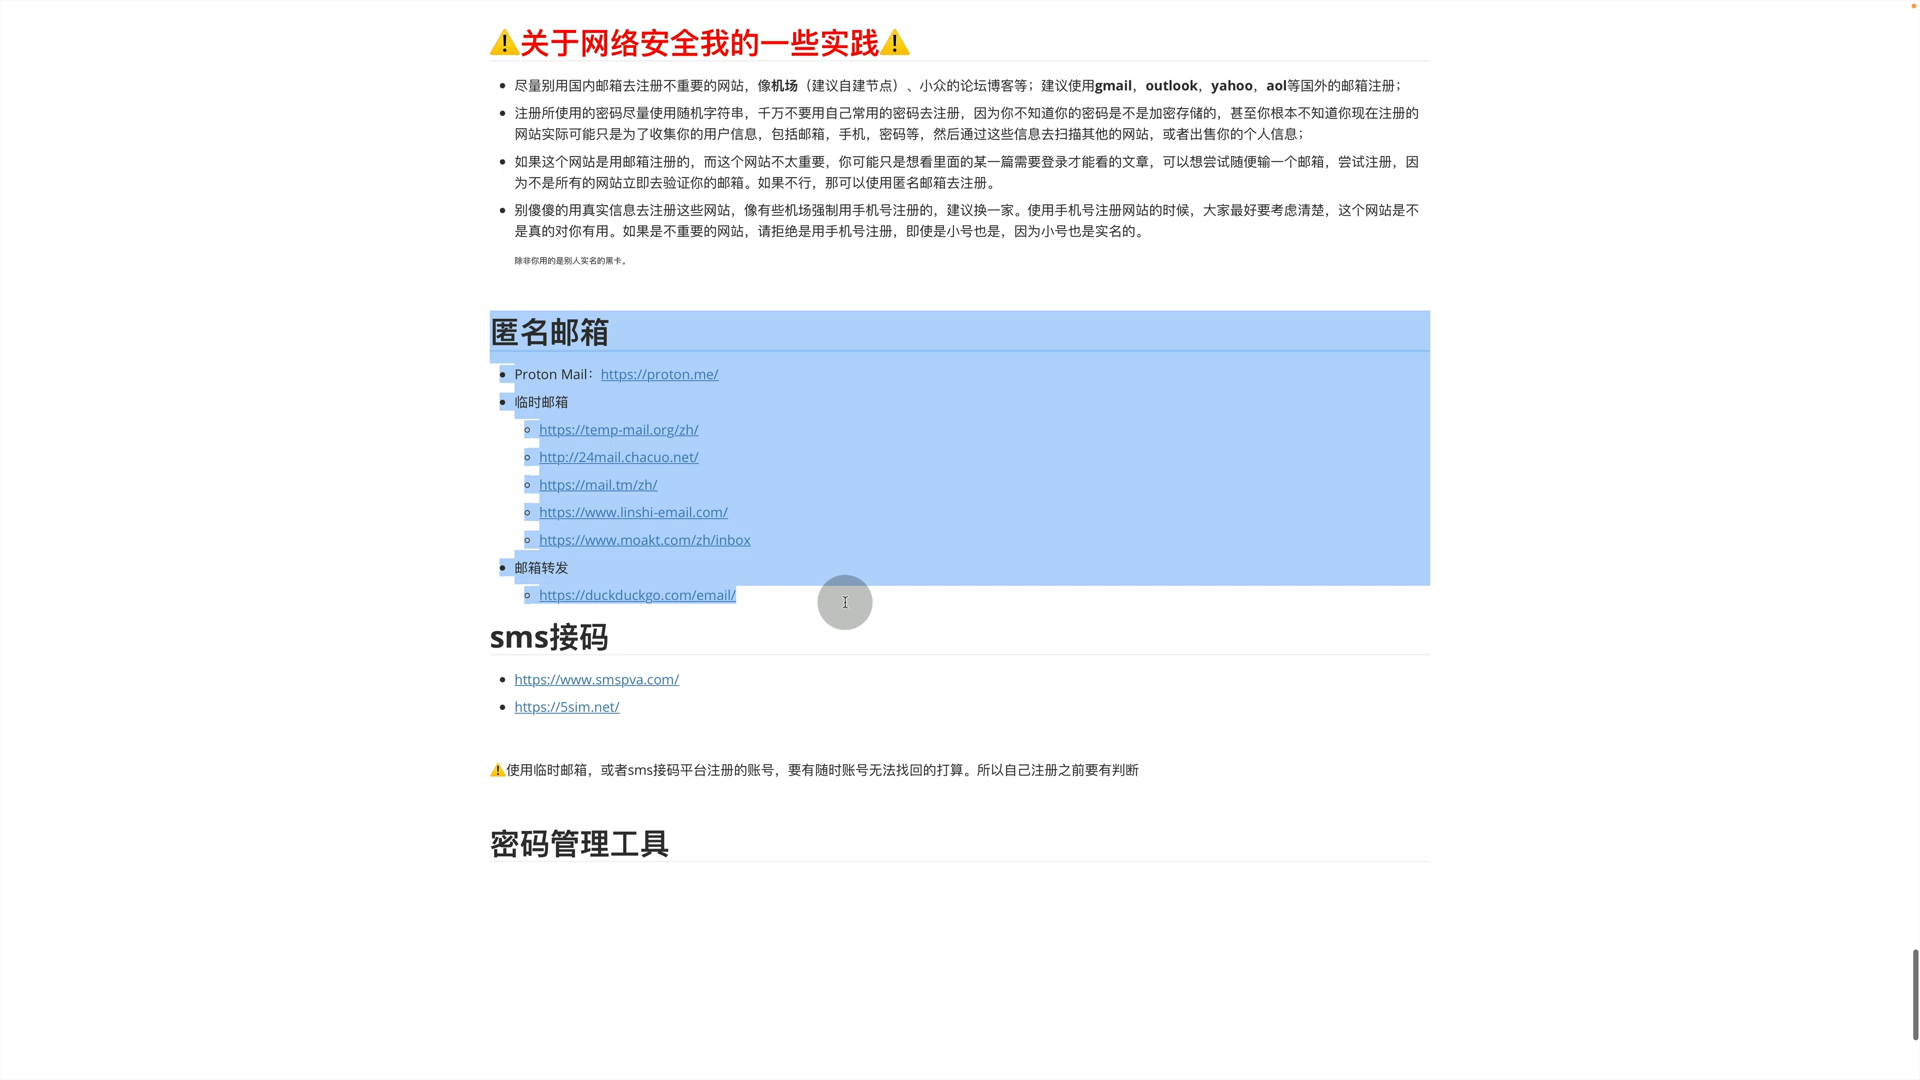 ⚠️关于网络安全我的一些实践⚠️
尽量别用国内邮箱去注册不重要的网站，像机场（建议自建节点）、小众的论坛博客等；建议使用gmail，outlook，yahoo，aol等国外的邮箱注册；
注册所使用的密码尽量使用随机字符串，千万不要用自己常用的密码去注册，因为你不知道你的密码是不是加密存储的，甚至你根本不知道你现在注册的
网站实际可能只是为了收集你的用户信息，包括邮箱，手机，密码等，然后通过这些信息去扫描其他的网站，或者出售你的个人信息；
如果这个网站是用邮箱注册的，而这个网站不太重要，你可能只是想看里面的某一篇需要登录才能看的文章，可以想尝试随便输一个邮箱，尝试注册，因
为不是所有的网站立即去验证你的邮箱。如果不行，那可以使用匿名邮箱去注册。
别傻傻的用真实信息去注册这些网站，像有些机场强制用手机号注册的，建议换一家。使用手机号注册网站的时候，大家最好要考虑清楚，这个网站是不
是真的对你有用。如果是不重要的网站，请拒绝是用手机号注册，即使是小号也是，因为小号也是实名的。
除非你用的是别人实名的黑卡。
匿名邮箱
Proton Mail：https://proton.me/
临时邮箱
https://temp-mail.org/zh/
http://24mail.chacuo.net/
https://mail.tm/zh/
https://www.linshi-email.com/
https://www.moakt.com/zh/inbox
邮箱转发
https://duckduckgo.com/email/
sms接码
https://www.smspva.com/
https://5sim.net/
⚠️使用临时邮箱，或者sms接码平台注册的账号，要有随时账号无法找回的打算。所以自己注册之前要有判断
密码管理工具